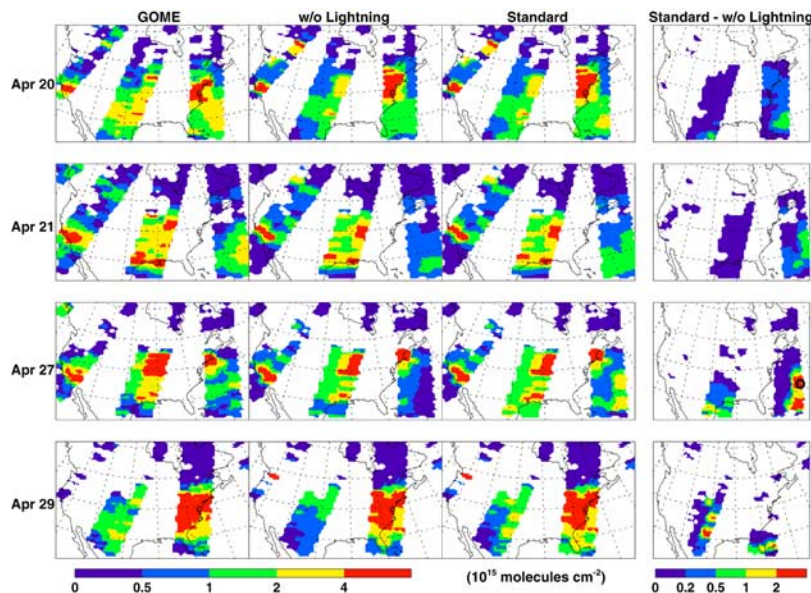 GOME w/o Lightning Standard Standard - w/o Lightning
Apr 20
Apr 21
Apr 27
Apr 29
0 0.5 1 2 4 (10¹⁵ molecules cm⁻²) 0 0.2 0.5 1 2